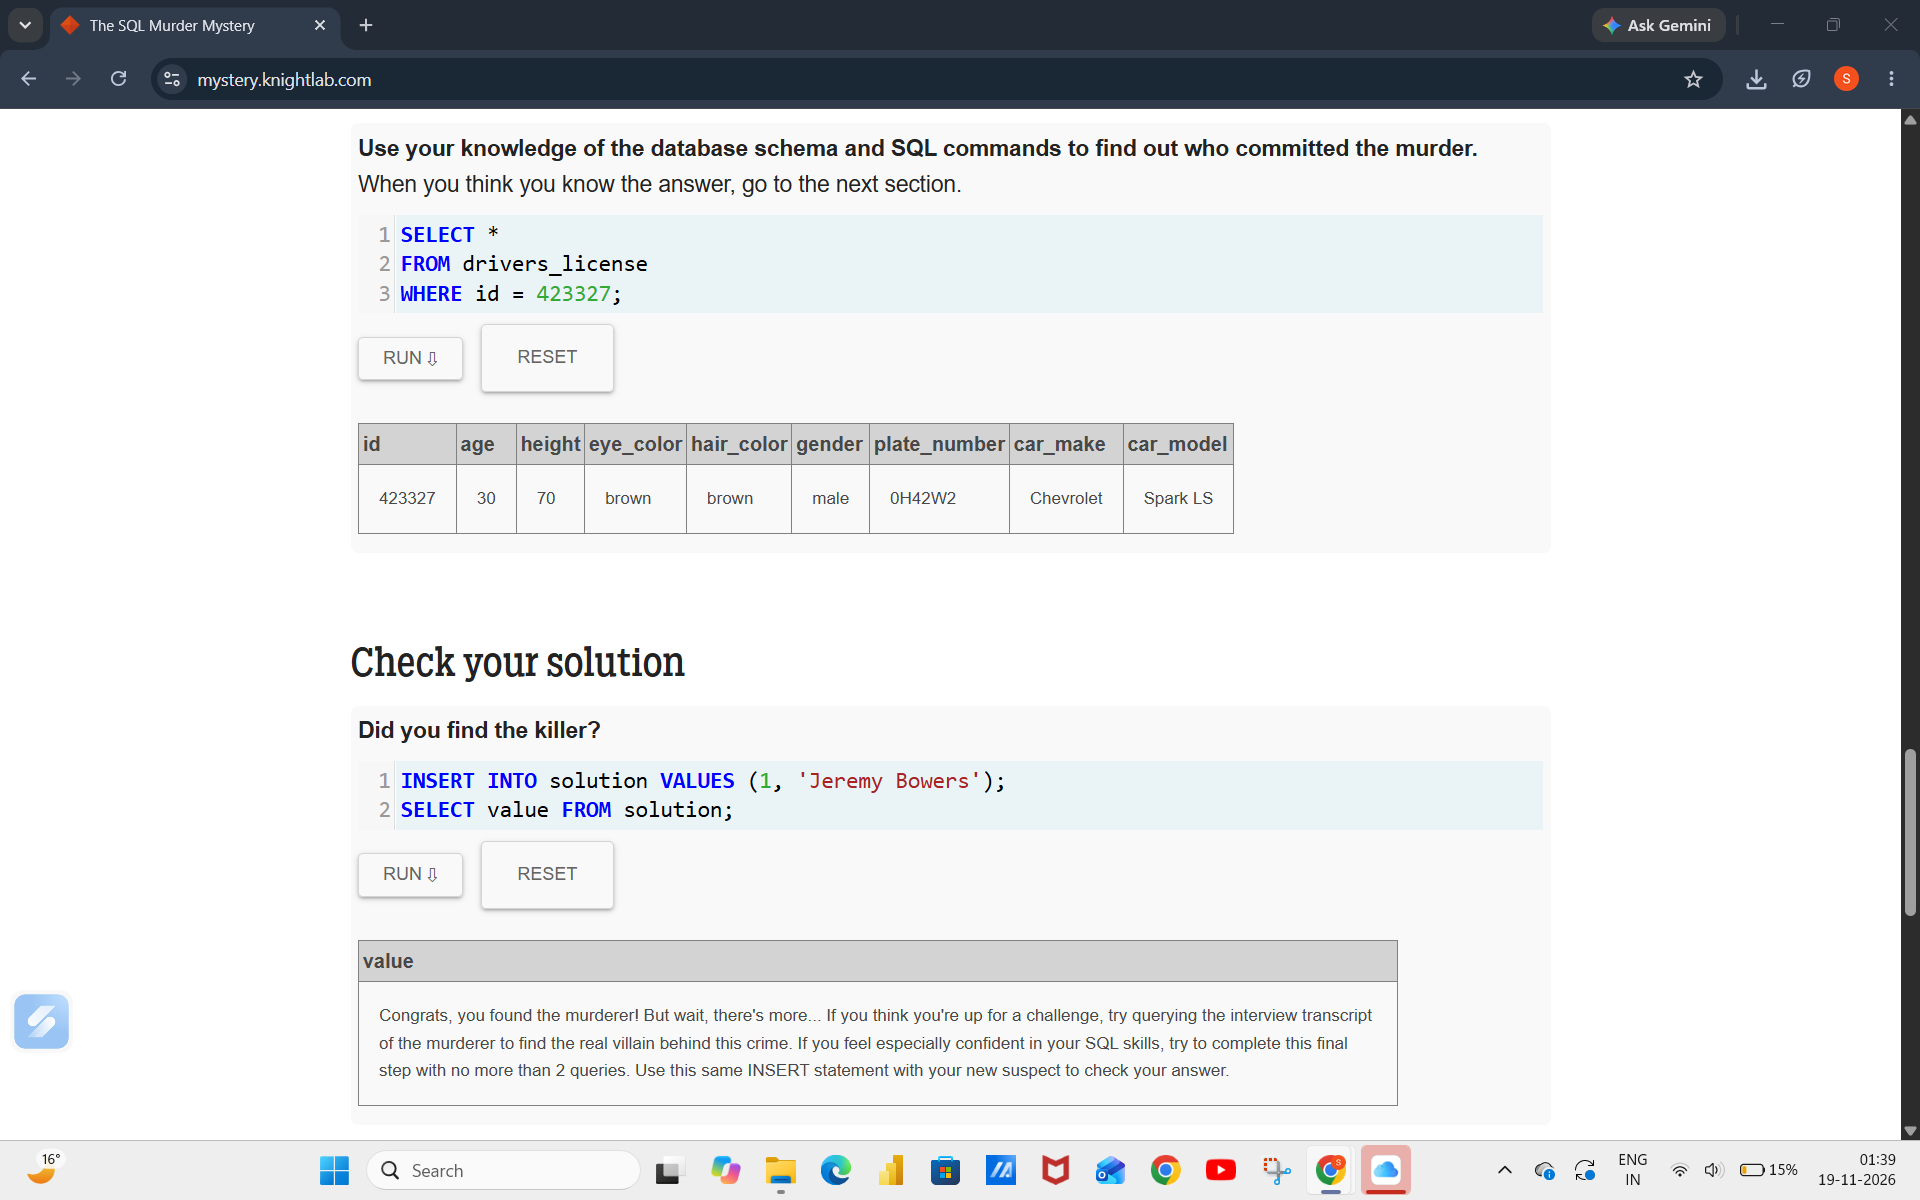 The SQL Murder Mystery
Ask Gemini
mystery.knightlab.com
S
Use your knowledge of the database schema and SQL commands to find out who committed the murder.
When you think you know the answer, go to the next section.
1 SELECT *
2 FROM drivers_license
3 WHERE id = 423327;
RUN ⇩ RESET
id age height eye_color hair_color gender plate_number car_make car_model
423327 30 70 brown brown male 0H42W2 Chevrolet Spark LS
Check your solution
Did you find the killer?
1 INSERT INTO solution VALUES (1, 'Jeremy Bowers');
2 SELECT value FROM solution;
RUN ⇩ RESET
value
Congrats, you found the murderer! But wait, there's more... If you think you're up for a challenge, try querying the interview transcript
of the murderer to find the real villain behind this crime. If you feel especially confident in your SQL skills, try to complete this final
step with no more than 2 queries. Use this same INSERT statement with your new suspect to check your answer.
16°
Search
ENG
IN
15%
01:39
19-11-2026